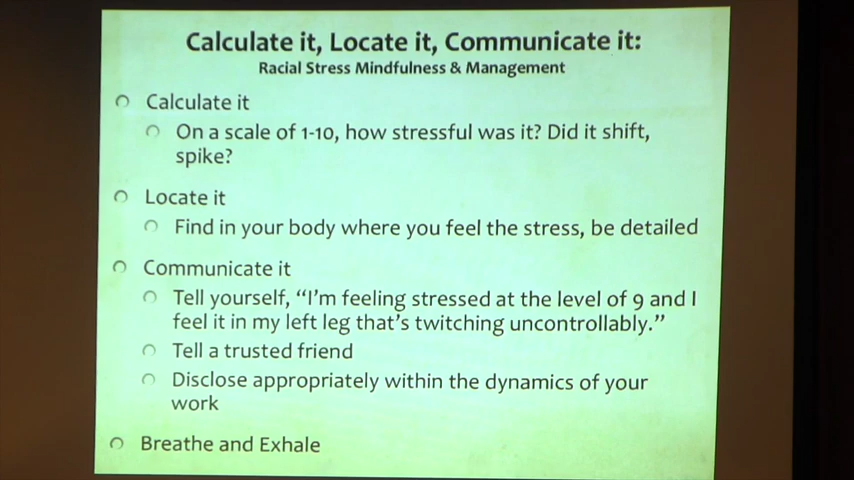 Calculate it, Locate it, Communicate it:
Racial Stress Mindfulness & Management
Calculate it
On a scale of 1-10, how stressful was it? Did it shift,
spike?
Locate it
Find in your body where you feel the stress, be detailed
Communicate it
Tell yourself, “I’m feeling stressed at the level of 9 and I
feel it in my left leg that’s twitching uncontrollably.”
Tell a trusted friend
Disclose appropriately within the dynamics of your
work
Breathe and Exhale